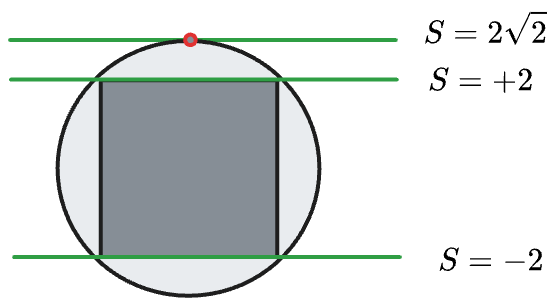 S = 2√2
S = +2
S = −2